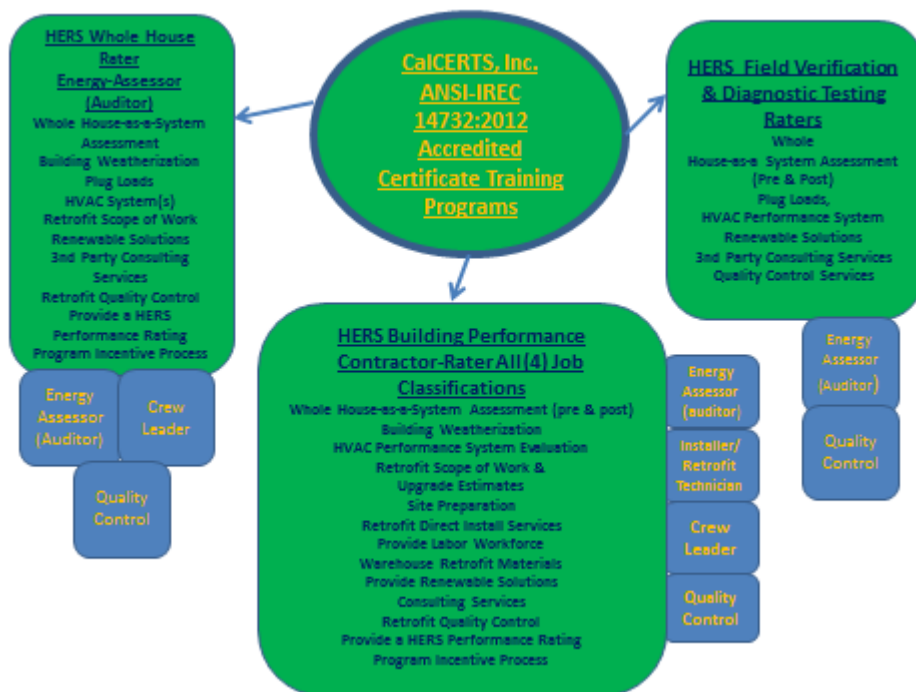 HERS Whole House
Rater
Energy-Assessor
(Auditor)
Whole House-as-a-System
Assessment
Building Weatherization
Plug Loads
HVAC System(s)
Retrofit Scope of Work
Renewable Solutions
3nd Party Consulting
Services
Retrofit Quality Control
Provide a HERS
Performance Rating
Program Incentive Process
Energy
Assessor
(Auditor)
Crew
Leader
Quality
Control
CalCERTS, Inc.
ANSI-IREC
14732:2012
Accredited
Certificate Training
Programs
HERS Field Verification
& Diagnostic Testing
Raters
Whole
House-as-a System Assessment
(Pre & Post)
Plug Loads,
HVAC Performance System
Renewable Solutions
3nd Party Consulting Services
Quality Control Services
Energy
Assessor
(Auditor)
Quality
Control
HERS Building Performance
Contractor-Rater All (4) Job
Classifications
Whole House-as-a-System Assessment (pre & post)
Building Weatherization
HVAC Performance System Evaluation
Retrofit Scope of Work &
Upgrade Estimates
Site Preparation
Retrofit Direct Install Services
Provide Labor Workforce
Warehouse Retrofit Materials
Provide Renewable Solutions
Consulting Services
Retrofit Quality Control
Provide a HERS Performance Rating
Program Incentive Process
Energy
Assessor
(auditor)
Installer/
Retrofit
Technician
Crew
Leader
Quality
Control